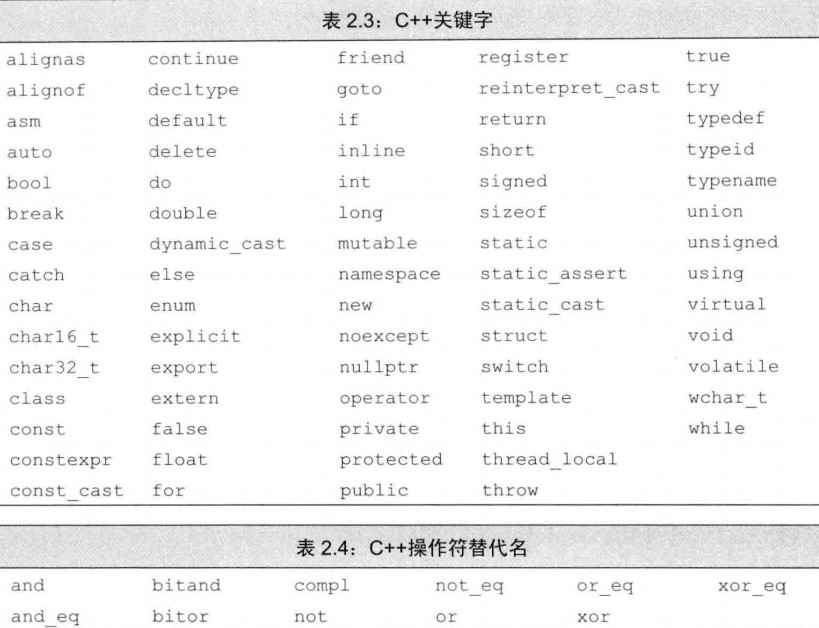 表 2.3：C++关键字
alignas continue friend register true
alignof decltype goto reinterpret_cast try
asm default if return typedef
auto delete inline short typeid
bool do int signed typename
break double long sizeof union
case dynamic_cast mutable static unsigned
catch else namespace static_assert using
char enum new static_cast virtual
char16_t explicit noexcept struct void
char32_t export nullptr switch volatile
class extern operator template wchar_t
const false private this while
constexpr float protected thread_local
const_cast for public throw
表 2.4：C++操作符替代名
and bitand compl not_eq or_eq xor_eq
and_eq bitor not or xor